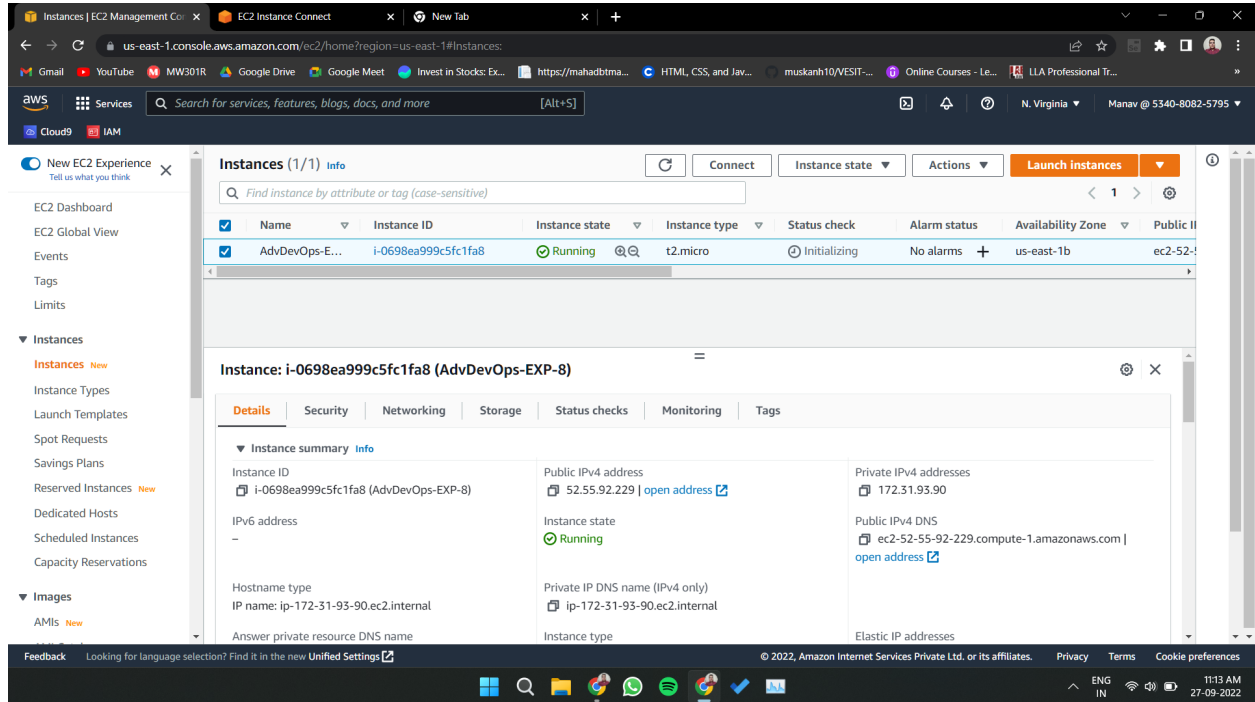 Instances | EC2 Management Con
EC2 Instance Connect
New Tab
us-east-1.console.aws.amazon.com/ec2/home?region=us-east-1#Instances:
Gmail YouTube MW301R Google Drive Google Meet Invest in Stocks: Ex... https://mahadbtma... HTML, CSS, and Jav... muskanh10/VESIT-... Online Courses - Le... LLA Professional Tr... »
aws Services Search for services, features, blogs, docs, and more [Alt+S] N. Virginia Manav @ 5340-8082-5795
Cloud9 IAM
New EC2 Experience
Tell us what you think
EC2 Dashboard
EC2 Global View
Events
Tags
Limits
Instances
Instances New
Instance Types
Launch Templates
Spot Requests
Savings Plans
Reserved Instances New
Dedicated Hosts
Scheduled Instances
Capacity Reservations
Images
AMIs New
Instances (1/1) Info Connect Instance state Actions Launch instances
Find instance by attribute or tag (case-sensitive) 1
Name Instance ID Instance state Instance type Status check Alarm status Availability Zone Public
AdvDevOps-E... i-0698ea999c5fc1fa8 Running t2.micro Initializing No alarms + us-east-1b ec2-52-
Instance: i-0698ea999c5fc1fa8 (AdvDevOps-EXP-8)
Details Security Networking Storage Status checks Monitoring Tags
Instance summary Info
Instance ID
i-0698ea999c5fc1fa8 (AdvDevOps-EXP-8)
Public IPv4 address
52.55.92.229 | open address
Private IPv4 addresses
172.31.93.90
IPv6 address
–
Instance state
Running
Public IPv4 DNS
ec2-52-55-92-229.compute-1.amazonaws.com |
open address
Hostname type
IP name: ip-172-31-93-90.ec2.internal
Private IP DNS name (IPv4 only)
ip-172-31-93-90.ec2.internal
Answer private resource DNS name
Instance type
Elastic IP addresses
Feedback Looking for language selection? Find it in the new Unified Settings © 2022, Amazon Internet Services Private Ltd. or its affiliates. Privacy Terms Cookie preferences
ENG
IN
11:13 AM
27-09-2022